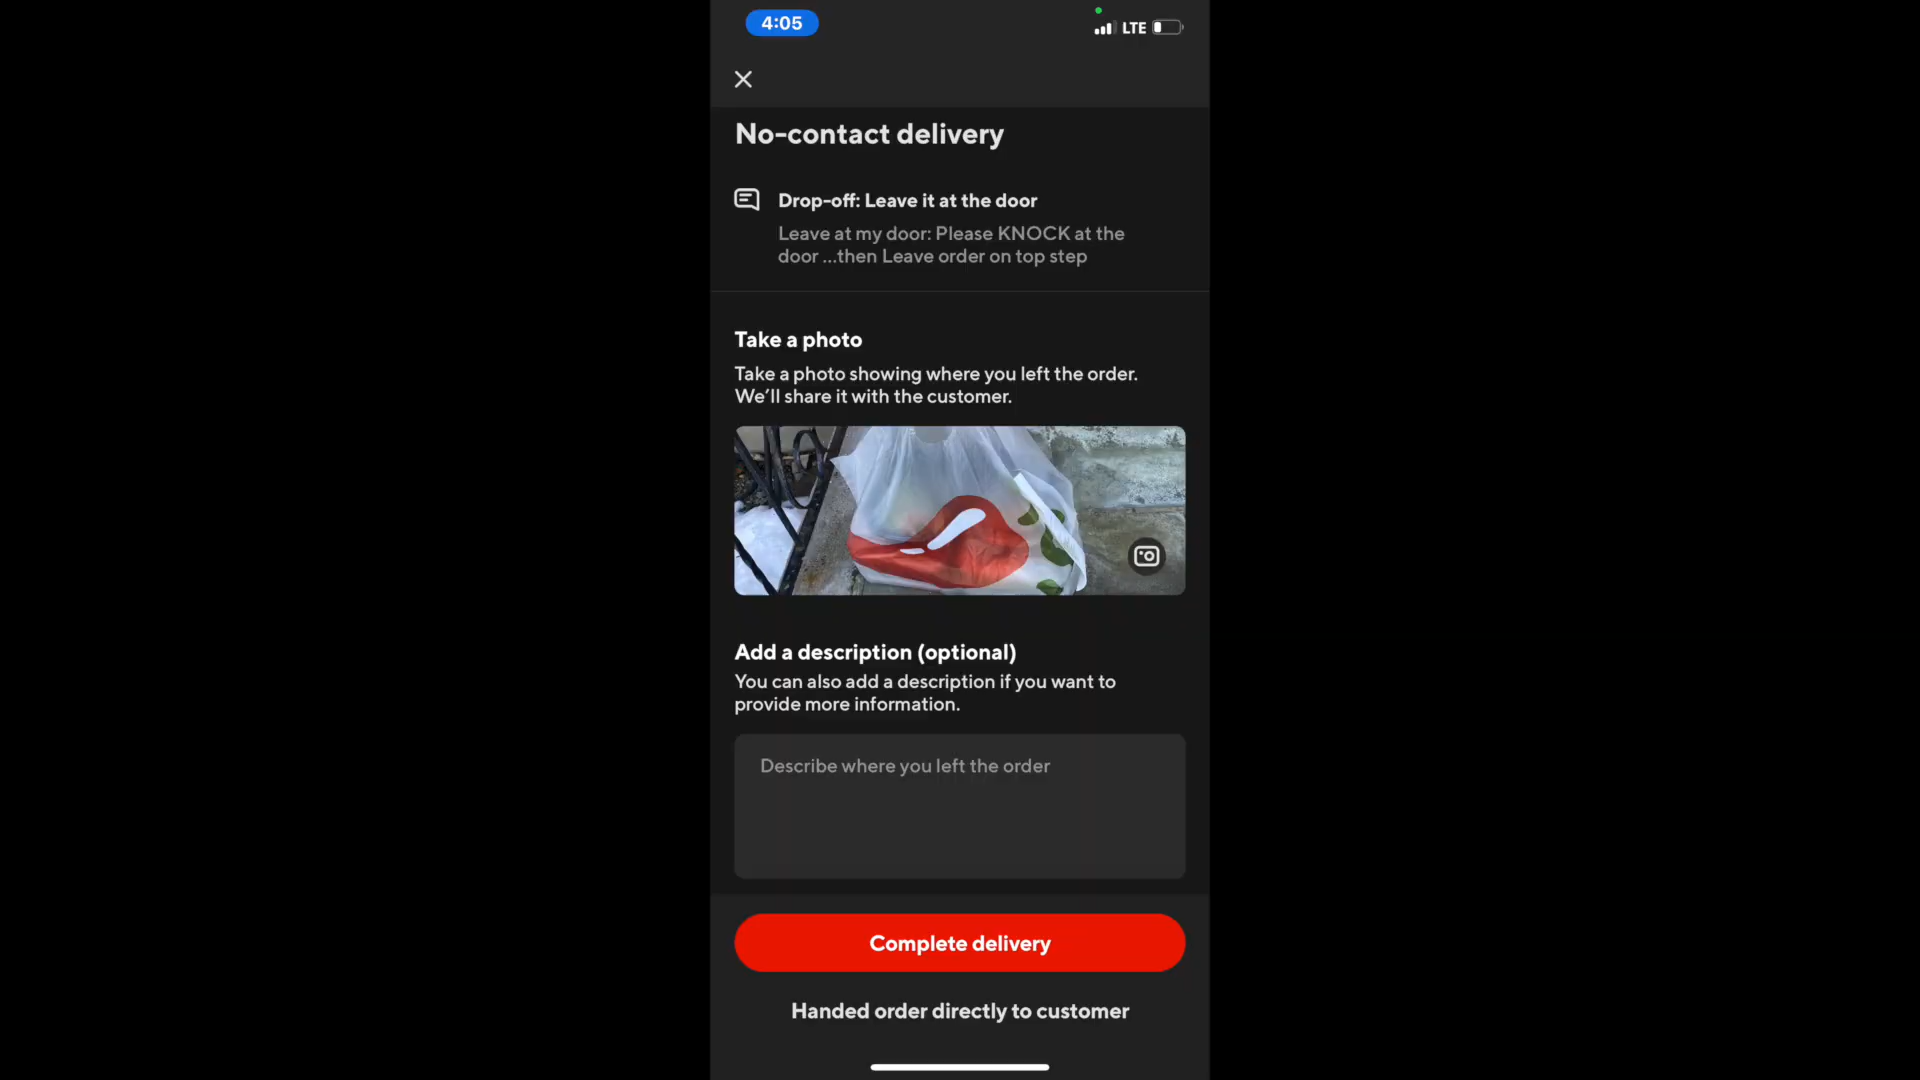 4:05
LTE
No-contact delivery
Drop-off: Leave it at the door
Leave at my door: Please KNOCK at the
door ...then Leave order on top step
Take a photo
Take a photo showing where you left the order.
We'll share it with the customer.
Add a description (optional)
You can also add a description if you want to
provide more information.
Describe where you left the order
Complete delivery
Handed order directly to customer